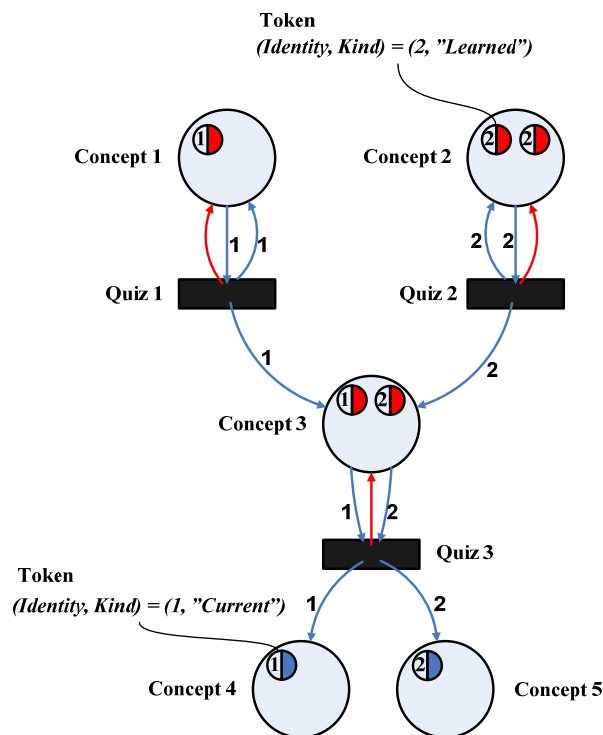 Token
(Identity, Kind) = (2, ”Learned”)
1
2 2
Concept 1
Concept 2
1 1
2 2
Quiz 1
Quiz 2
1
2
1 2
Concept 3
1 2
Quiz 3
Token
(Identity, Kind) = (1, ”Current”)
1
2
1
2
Concept 4
Concept 5